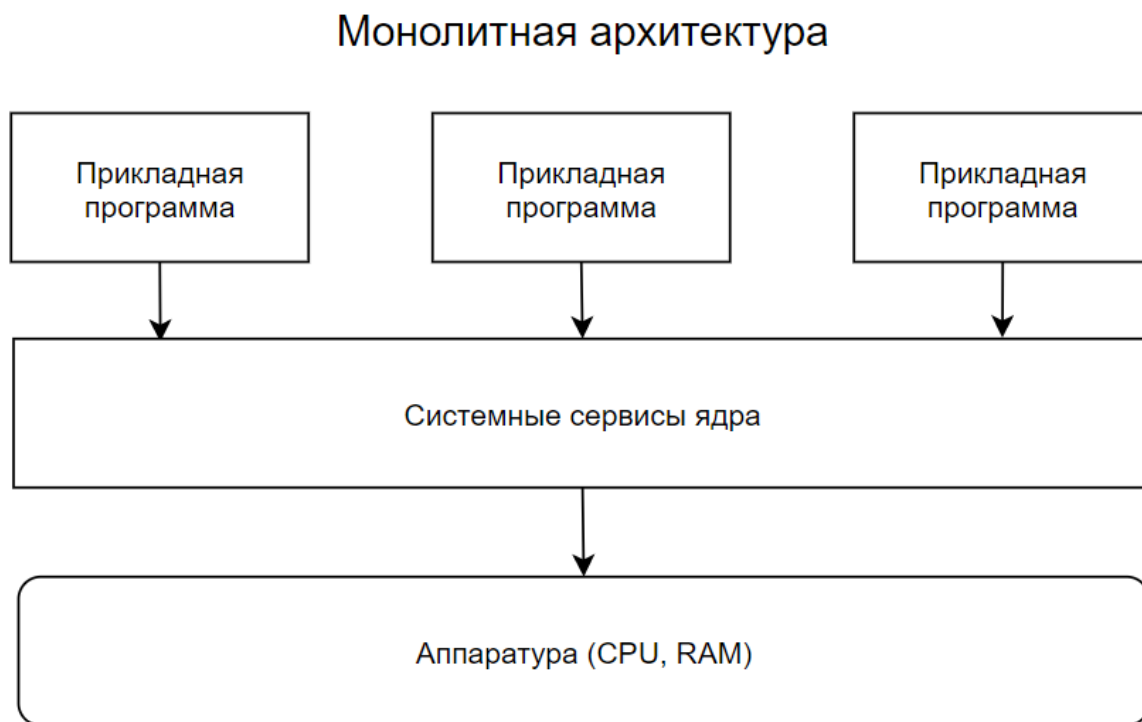 Монолитная архитектура
Прикладная
программа
Прикладная
программа
Прикладная
программа
Системные сервисы ядра
Аппаратура (CPU, RAM)